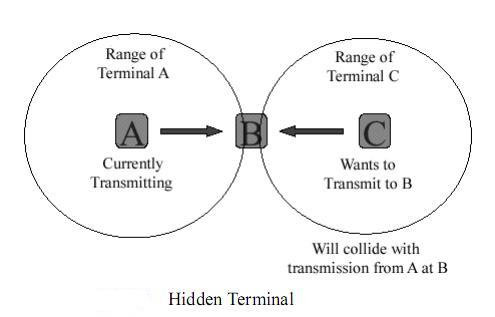 Range of
Terminal A
A
Currently
Transmitting
B
Range of
Terminal C
C
Wants to
Transmit to B
Will collide with
transmission from A at B
Hidden Terminal